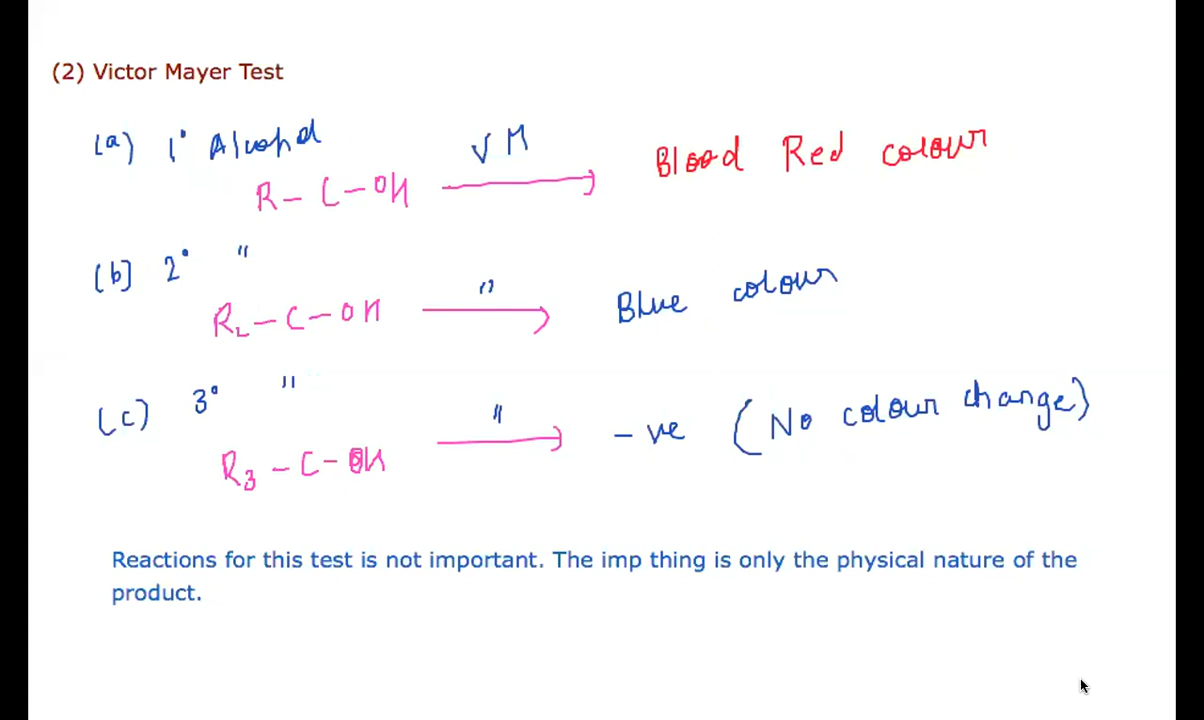 (2) Victor Mayer Test
(a) 1° Alcohol
R - C - OH VM → Blood Red colour
(b) 2° "
R2 - C - OH " → Blue colour
(c) 3° "
R3 - C - OH " → - ve (No colour change)
Reactions for this test is not important. The imp thing is only the physical nature of the
product.